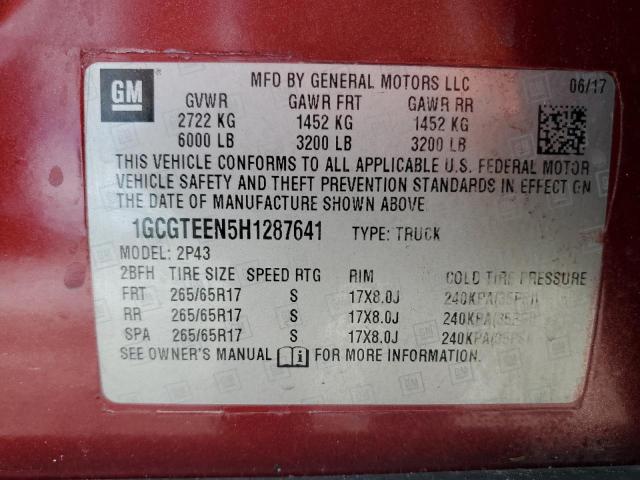 GM
MFD BY GENERAL MOTORS LLC 06/17
GVWR GAWR FRT GAWR RR
2722 KG 1452 KG 1452 KG
6000 LB 3200 LB 3200 LB
THIS VEHICLE CONFORMS TO ALL APPLICABLE U.S. FEDERAL MOTOR
VEHICLE SAFETY AND THEFT PREVENTION STANDARDS IN EFFECT ON
THE DATE OF MANUFACTURE SHOWN ABOVE.
1GCGTEEN5H1287641 TYPE: TRUCK
MODEL: 2P43
2BFH TIRE SIZE SPEED RTG RIM COLD TIRE PRESSURE
FRT 265/65R17 S 17X8.0J 240KPA(35PSI)
RR 265/65R17 S 17X8.0J 240KPA(35PSI)
SPA 265/65R17 S 17X8.0J 240KPA(35PSI)
SEE OWNER'S MANUAL FOR MORE INFORMATION.